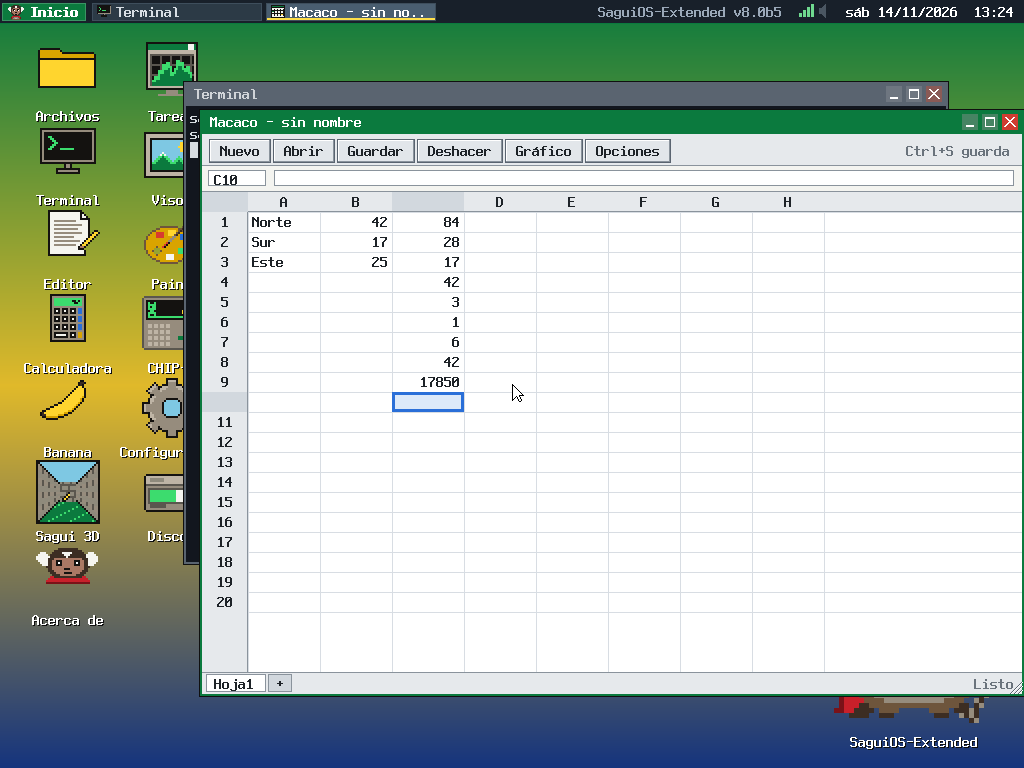 Inicio
Terminal
Macaco - sin no..
SaguiOS-Extended v8.0b5
sáb 14/11/2026
13:24
Archivos
Terminal
Editor
Calculadora
CHIP
Banana
Sagui 3D
Acerca de
Terminal
Macaco - sin nombre
Nuevo
Abrir
Guardar
Deshacer
Gráfico
Opciones
Ctrl+S guarda
C10
A B D E F G H
1 Norte 42 84
2 Sur 17 28
3 Este 25 17
4 42
5 3
6 1
7 6
8 42
9 17850
11
12
13
14
15
16
17
18
19
20
Hoja1
+
Listo
SaguiOS-Extended